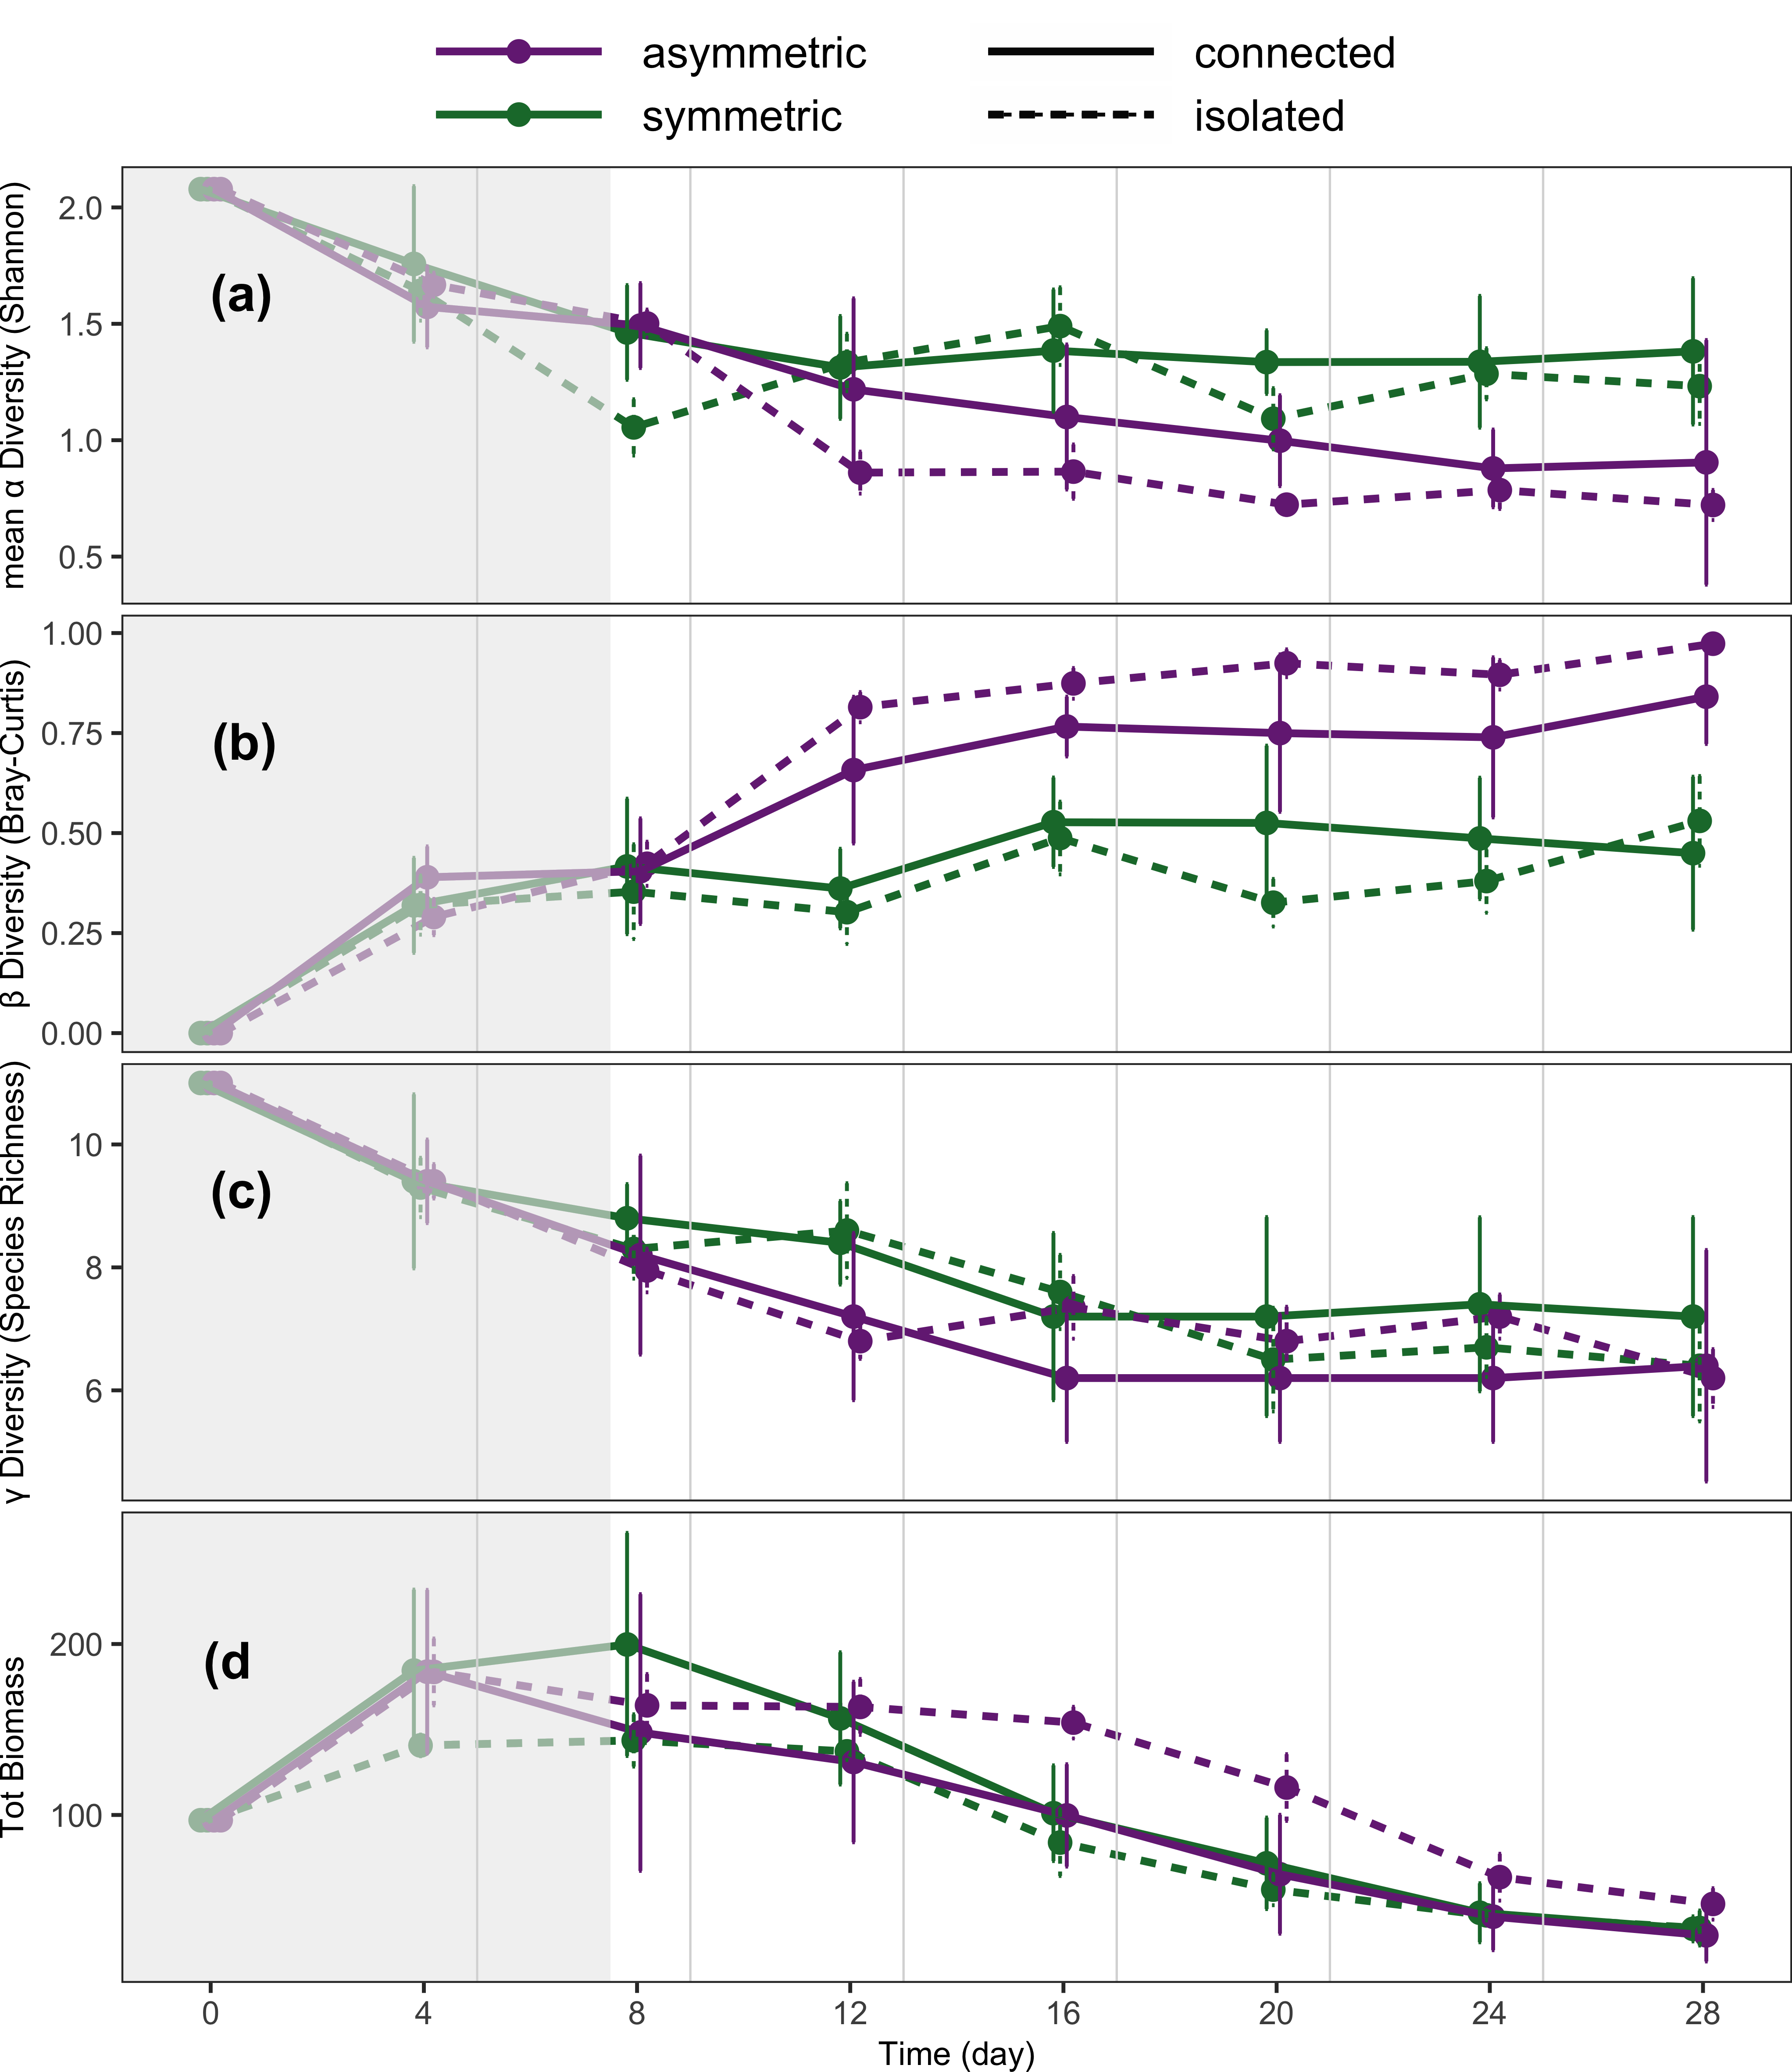 asymmetric connected
symmetric isolated
mean α Diversity (Shannon)
2.0
1.5
1.0
0.5
(a)
β Diversity (Bray-Curtis)
1.00
0.75
0.50
0.25
0.00
(b)
γ Diversity (Species Richness)
10
8
6
(c)
Tot Biomass
200
100
(d
0 4 8 12 16 20 24 28
Time (day)